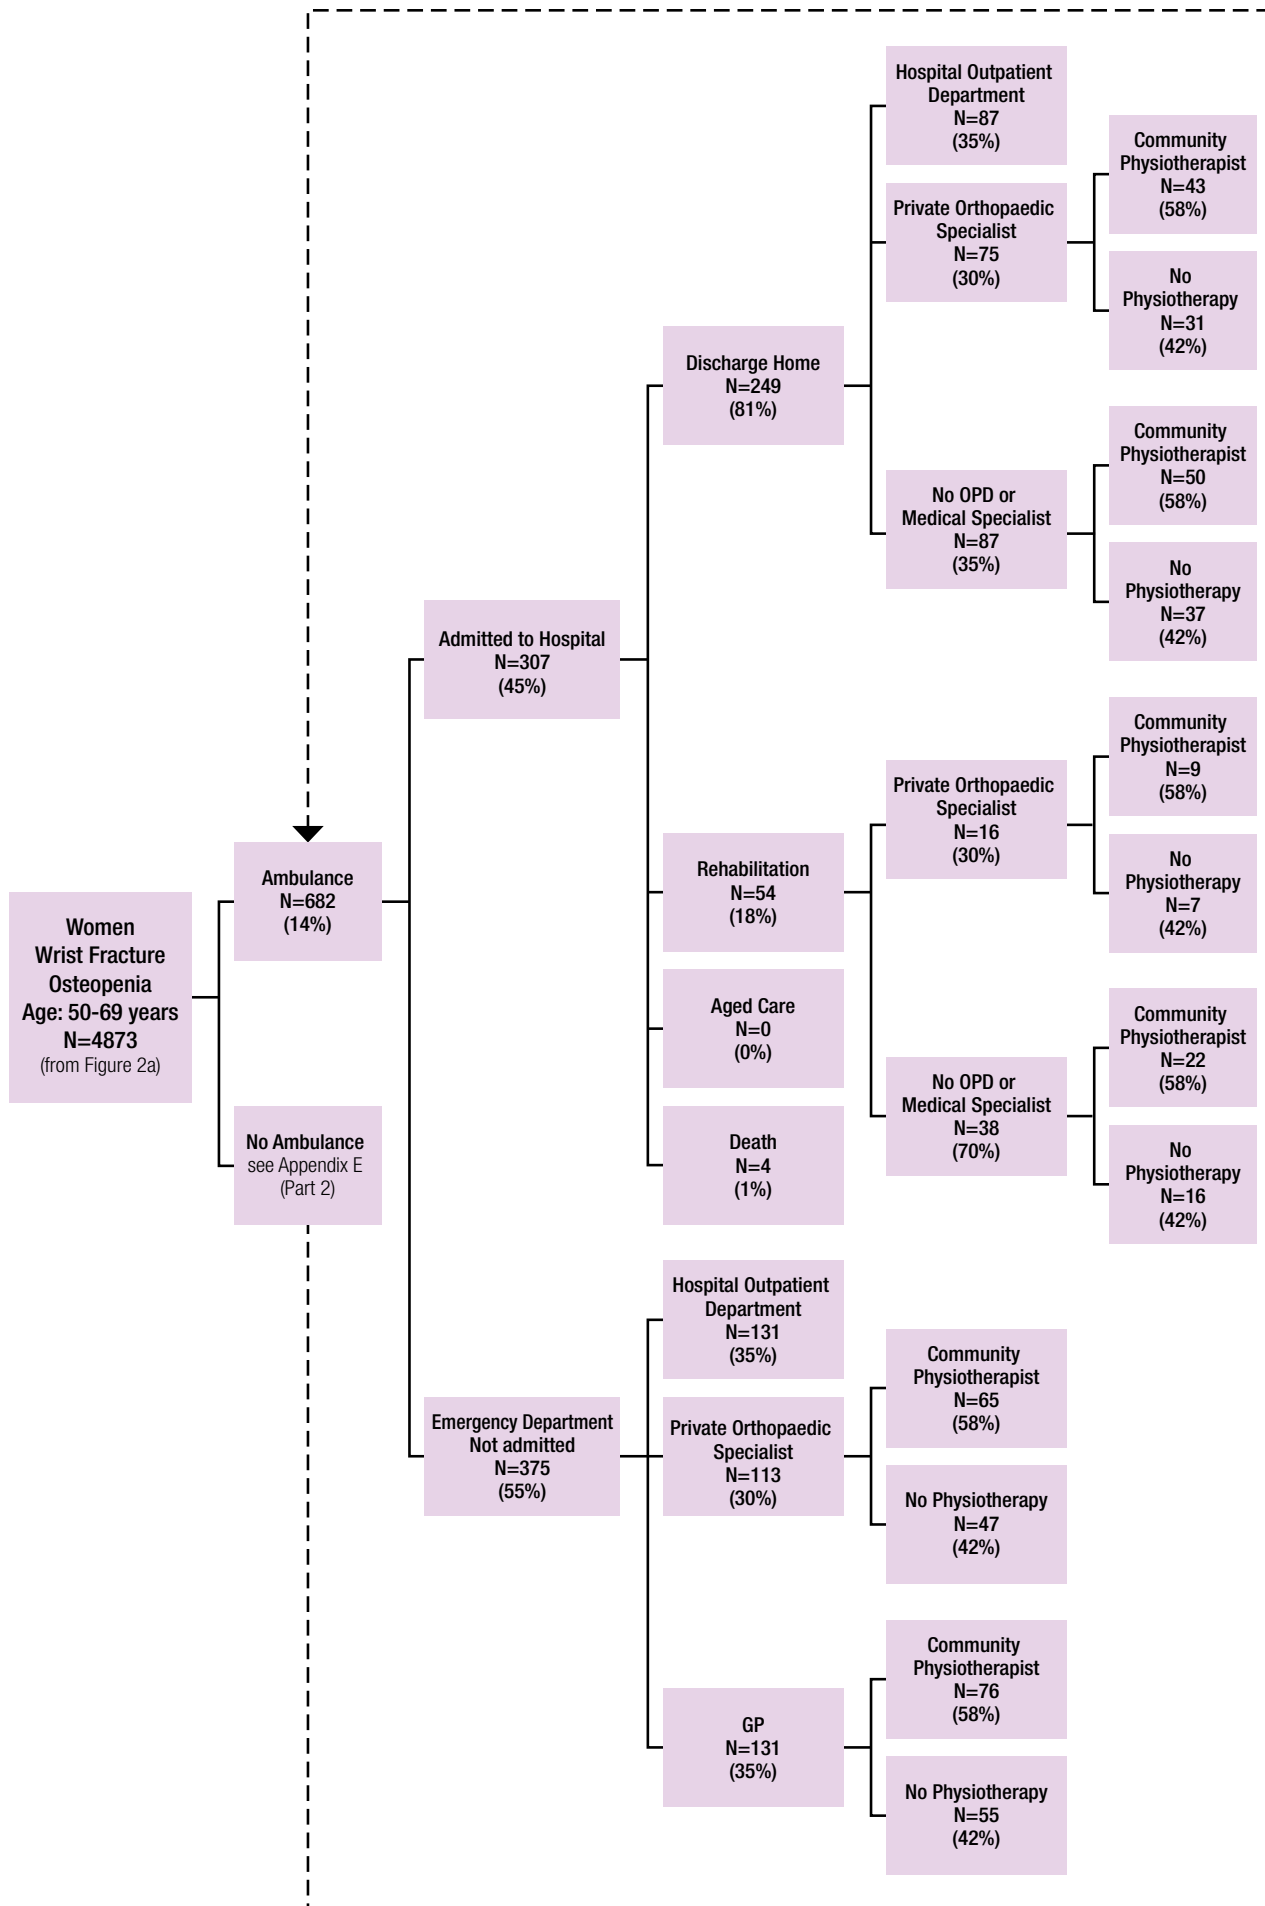 Women
Wrist Fracture
Osteopenia
Age: 50-69 years
N=4873
(from Figure 2a)
Ambulance
N=682
(14%)
No Ambulance
see Appendix E
(Part 2)
Admitted to Hospital
N=307
(45%)
Emergency Department
Not admitted
N=375
(55%)
Discharge Home
N=249
(81%)
Rehabilitation
N=54
(18%)
Aged Care
N=0
(0%)
Death
N=4
(1%)
Hospital Outpatient
Department
N=131
(35%)
Private Orthopaedic
Specialist
N=113
(30%)
GP
N=131
(35%)
Hospital Outpatient
Department
N=87
(35%)
Private Orthopaedic
Specialist
N=75
(30%)
No OPD or
Medical Specialist
N=87
(35%)
Private Orthopaedic
Specialist
N=16
(30%)
No OPD or
Medical Specialist
N=38
(70%)
Community
Physiotherapist
N=65
(58%)
No Physiotherapy
N=47
(42%)
Community
Physiotherapist
N=76
(58%)
No Physiotherapy
N=55
(42%)
Community
Physiotherapist
N=43
(58%)
No
Physiotherapy
N=31
(42%)
Community
Physiotherapist
N=50
(58%)
No
Physiotherapy
N=37
(42%)
Community
Physiotherapist
N=9
(58%)
No
Physiotherapy
N=7
(42%)
Community
Physiotherapist
N=22
(58%)
No
Physiotherapy
N=16
(42%)